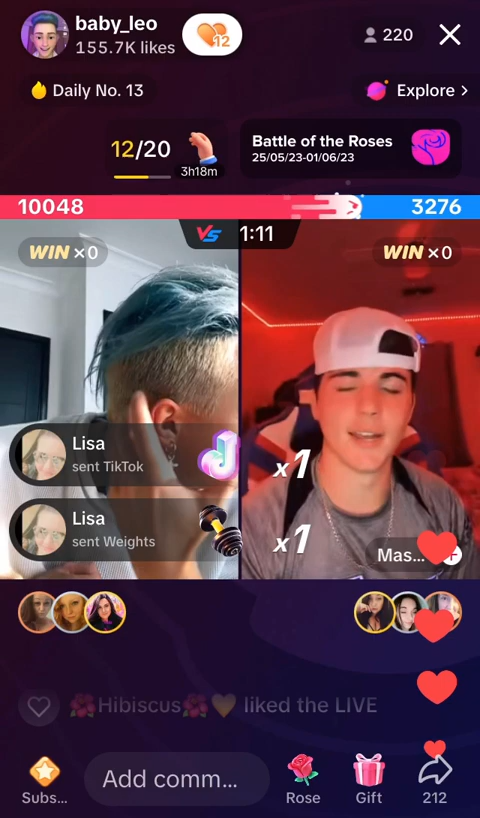 baby_leo
155.7K likes
12
220
Daily No. 13
Explore >
12/20
3h18m
Battle of the Roses
25/05/23-01/06/23
10048
3276
VS
1:11
WIN ×0
WIN ×0
Lisa
sent TikTok
x1
Lisa
sent Weights
x1
Mas...
Hibiscus liked the LIVE
Subs...
Add comm...
Rose
Gift
212